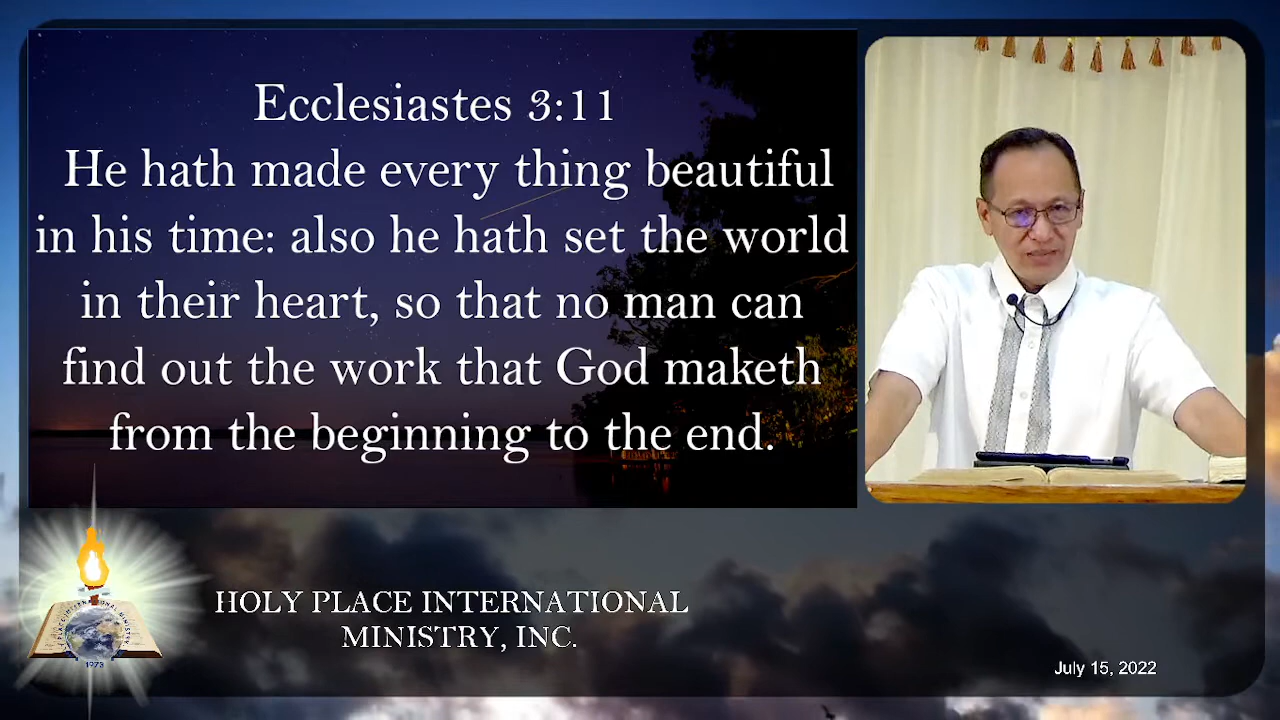 Ecclesiastes 3:11
He hath made every thing beautiful
in his time: also he hath set the world
in their heart, so that no man can
find out the work that God maketh
from the beginning to the end.
HOLY PLACE INTERNATIONAL
MINISTRY, INC.
1973
July 15, 2022